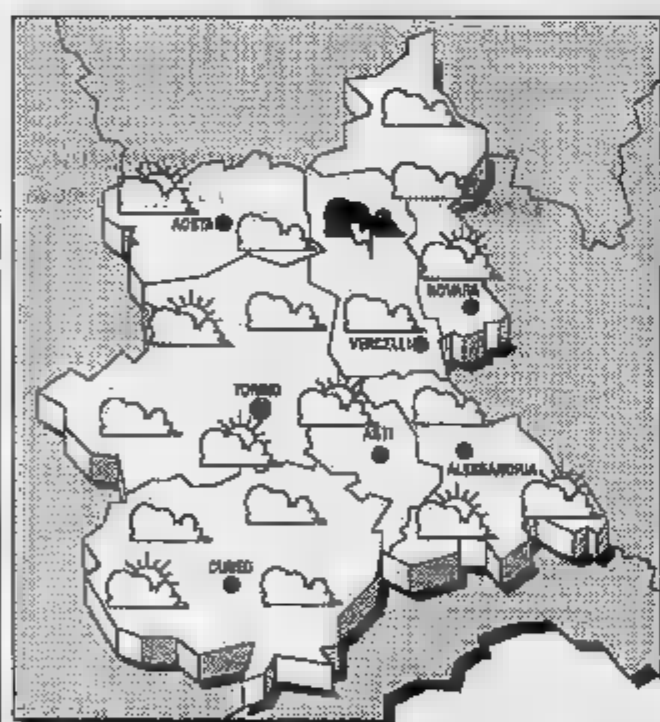 AOSTA
NOVARA
VERCELLI
TORINO
ASTI
ALESSANDRIA
CUNEO